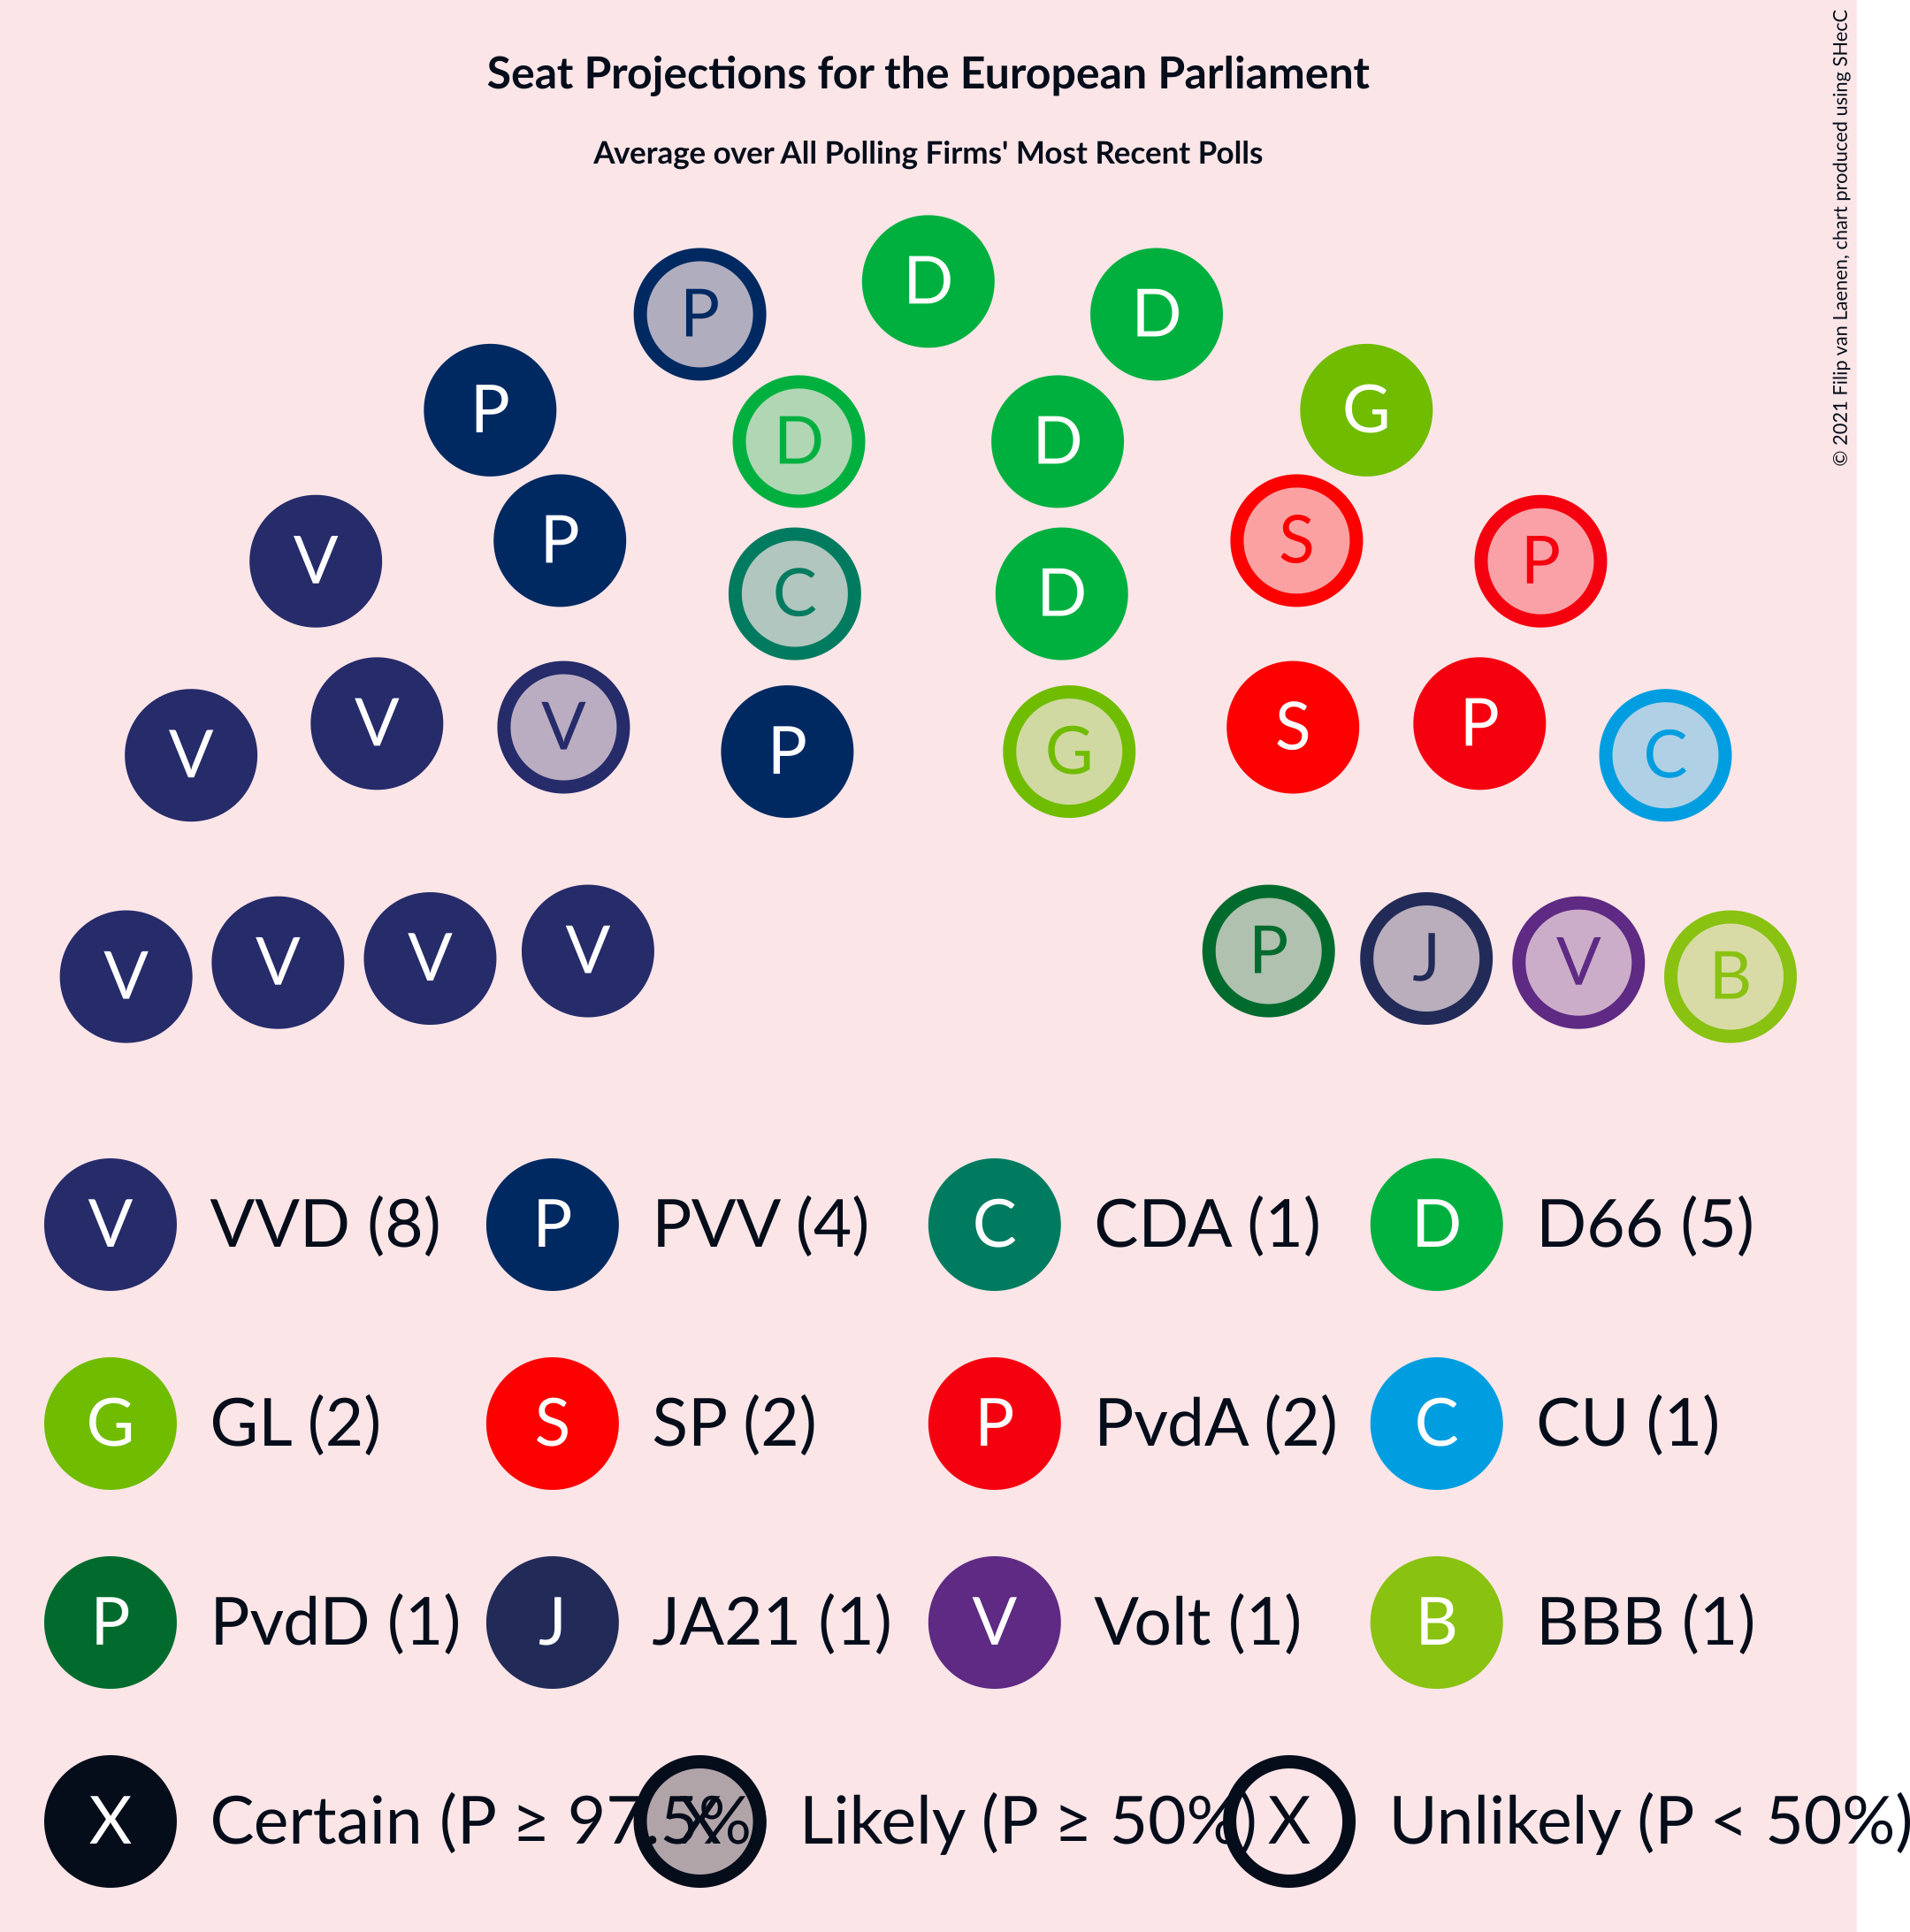 Seat Projections for the European Parliament
Average over All Polling Firms' Most Recent Polls
© 2021 Filip van Laenen, chart produced using SHecC
D
P D
P G
D D
V P S P
C D
V V V P G S P C
V V V V P J V B
V VVD (8) P PVV (4) C CDA (1) D D66 (5)
G GL (2) S SP (2) P PvdA (2) C CU (1)
P PvdD (1) J JA21 (1) V Volt (1) B BBB (1)
X Certain (P ≥ 97.5% X Likely (P ≥ 50%) X Unlikely (P < 50%)